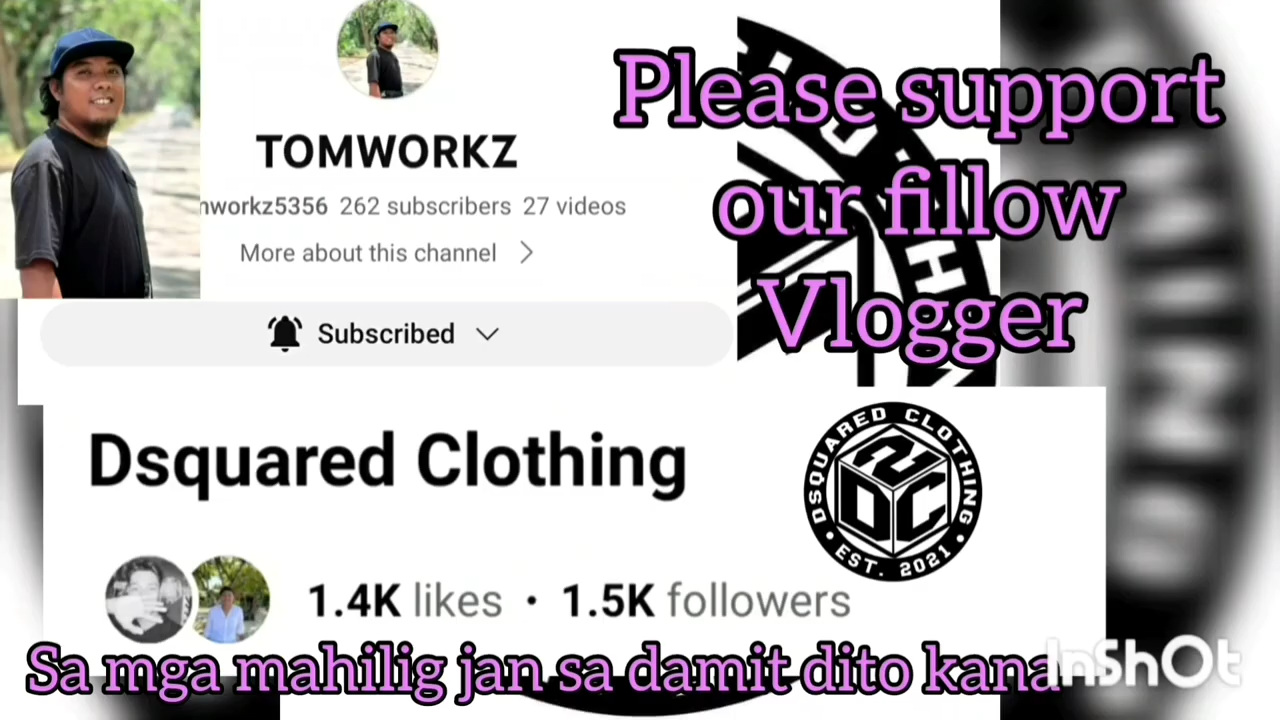 Please support
our fillow
Vlogger
TOMWORKZ
nworkz5356 262 subscribers 27 videos
More about this channel
Subscribed
Dsquared Clothing
DSQUARED CLOTHING
2
DC
EST. 2021
1.4K likes • 1.5K followers
Sa mga mahilig jan sa damit dito kana
InShOt